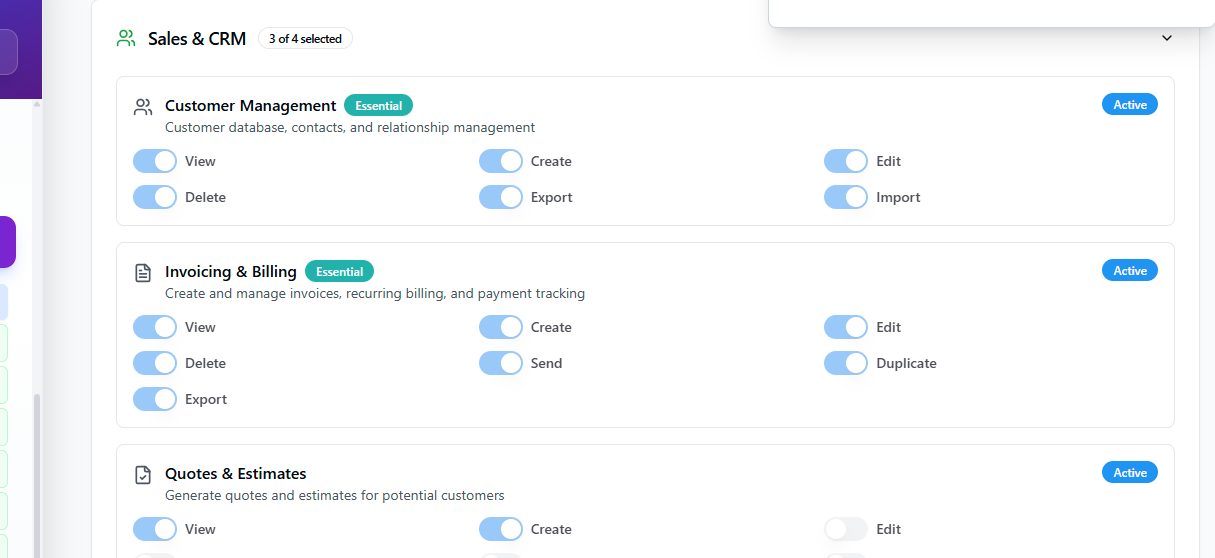 Sales & CRM 3 of 4 selected
Customer Management Essential Active
Customer database, contacts, and relationship management
View Create Edit
Delete Export Import
Invoicing & Billing Essential Active
Create and manage invoices, recurring billing, and payment tracking
View Create Edit
Delete Send Duplicate
Export
Quotes & Estimates Active
Generate quotes and estimates for potential customers
View Create Edit